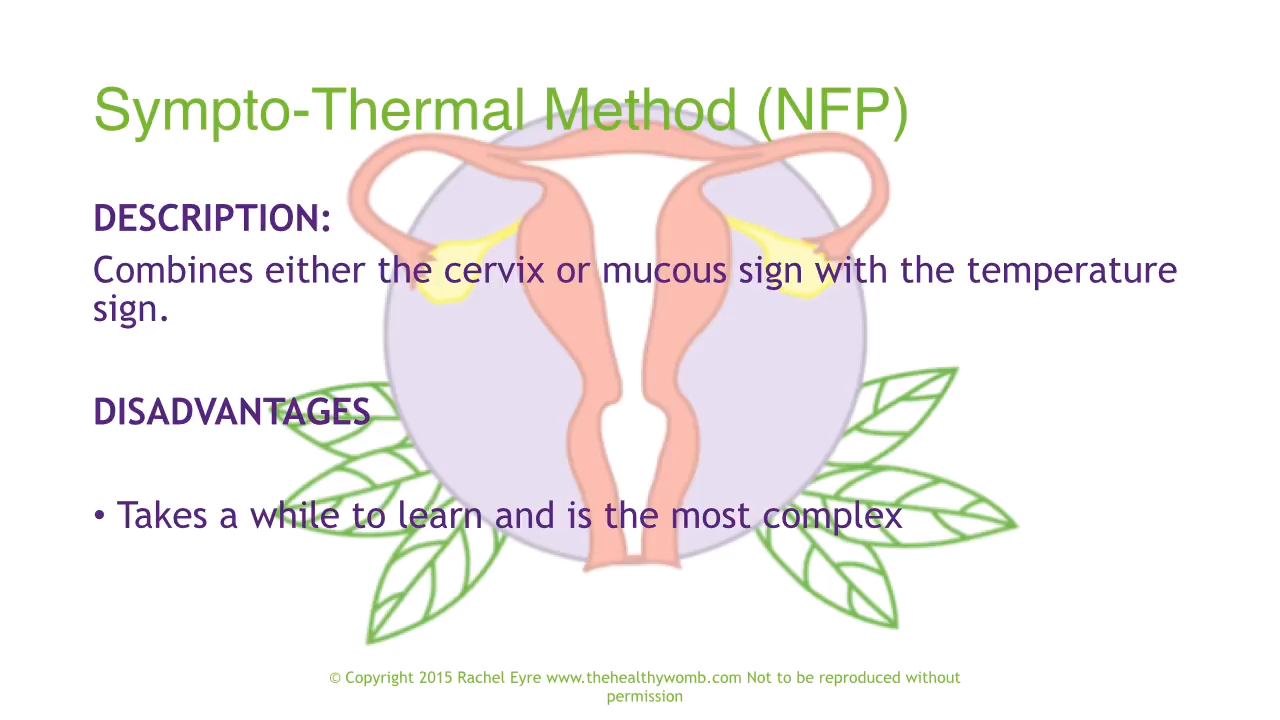 Sympto-Thermal Method (NFP)
DESCRIPTION:
Combines either the cervix or mucous sign with the temperature
sign.
DISADVANTAGES
• Takes a while to learn and is the most complex
© Copyright 2015 Rachel Eyre www.thehealthywomb.com Not to be reproduced without
permission